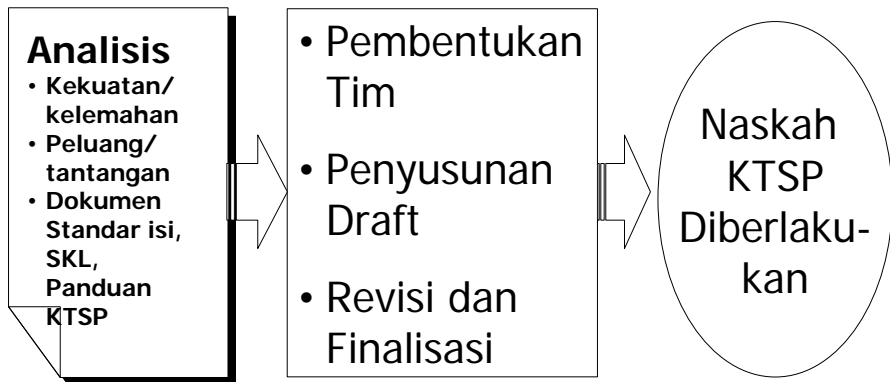 Analisis
• Kekuatan/
kelemahan
• Peluang/
tantangan
• Dokumen
Standar isi,
SKL,
Panduan
KTSP
• Pembentukan
Tim
• Penyusunan
Draft
• Revisi dan
Finalisasi
Naskah
KTSP
Diberlaku-
kan